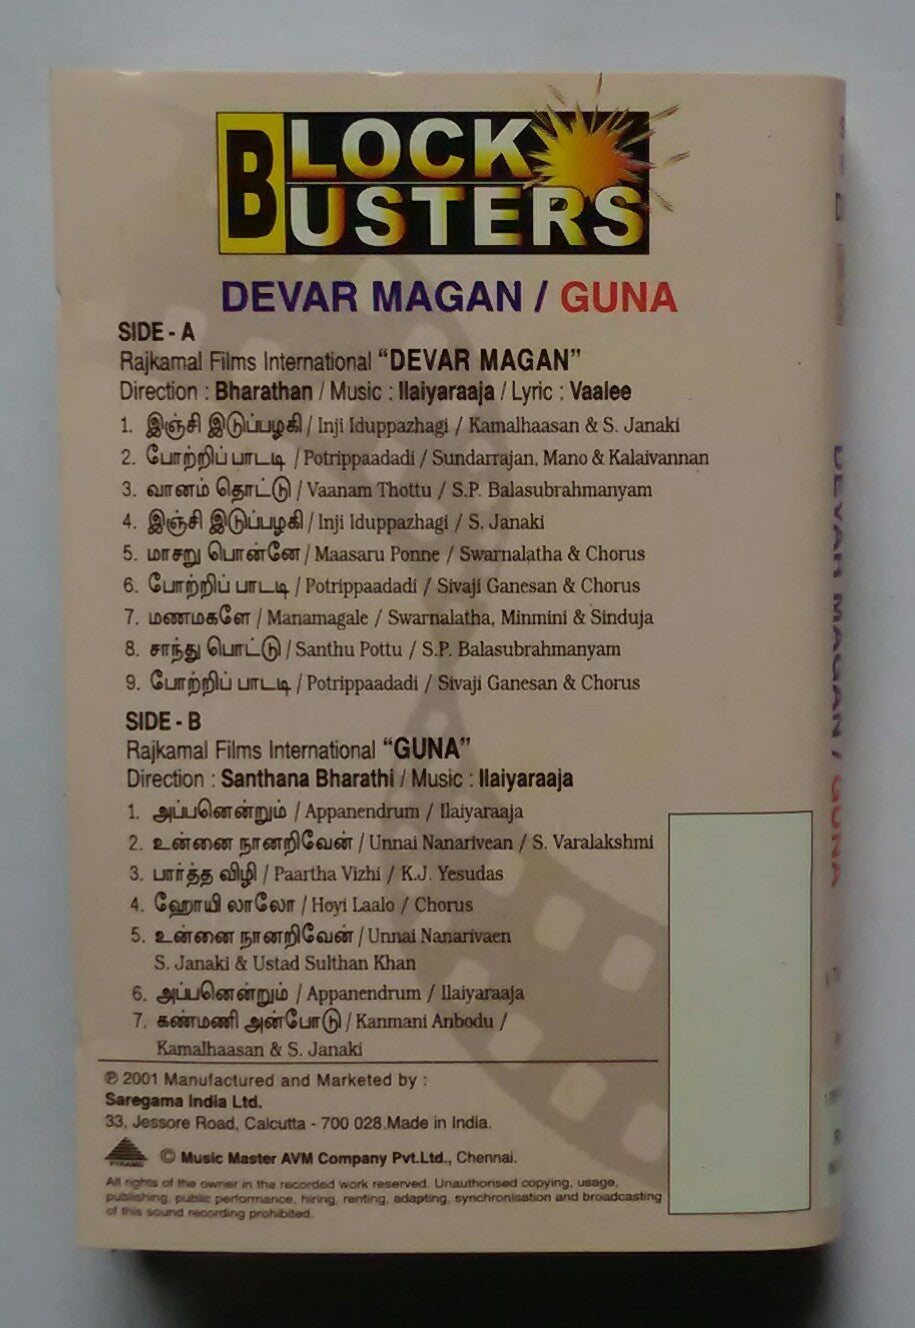 BLOCK
BUSTERS
DEVAR MAGAN / GUNA
SIDE - A
Rajkamal Films International "DEVAR MAGAN"
Direction : Bharathan / Music : Ilaiyaraaja / Lyric : Vaalee
1. இஞ்சி இடுப்பழகி / Inji Iduppazhagi / Kamalhaasan & S. Janaki
2. போற்றிப் பாடடி / Potrippaadadi / Sundarrajan, Mano & Kalaivannan
3. வானம் தொட்டு / Vaanam Thottu / S.P. Balasubrahmanyam
4. இஞ்சி இடுப்பழகி / Inji Iduppazhagi / S. Janaki
5. மாசறு பொன்னே / Maasaru Ponne / Swarnalatha & Chorus
6. போற்றிப் பாடடி / Potrippaadadi / Sivaji Ganesan & Chorus
7. மணமகளே / Manamagale / Swarnalatha, Minmini & Sinduja
8. சாந்து பொட்டு / Santhu Pottu / S.P. Balasubrahmanyam
9. போற்றிப் பாடடி / Potrippaadadi / Sivaji Ganesan & Chorus
SIDE - B
Rajkamal Films International "GUNA"
Direction : Santhana Bharathi / Music : Ilaiyaraaja
1. அப்பனென்றும் / Appanendrum / Ilaiyaraaja
2. உன்னை நானறிவேன் / Unnai Nanarivean / S. Varalakshmi
3. பார்த்த விழி / Paartha Vizhi / K.J. Yesudas
4. ஹோயி லாலோ / Hoyi Laalo / Chorus
5. உன்னை நானறிவேன் / Unnai Nanarivaen
S. Janaki & Ustad Sulthan Khan
6. அப்பனென்றும் / Appanendrum / Ilaiyaraaja
7. கண்மணி அன்போடு / Kanmani Anbodu /
Kamalhaasan & S. Janaki
℗ 2001 Manufactured and Marketed by :
Saregama India Ltd.
33, Jessore Road, Calcutta - 700 028.Made in India.
PYRAMID © Music Master AVM Company Pvt.Ltd., Chennai.
All rights of the owner in the recorded work reserved. Unauthorised copying, usage,
publishing, public performance, hiring, renting, adapting, synchronisation and broadcasting
of this sound recording prohibited.
DEVAR MAGAN / GUNA